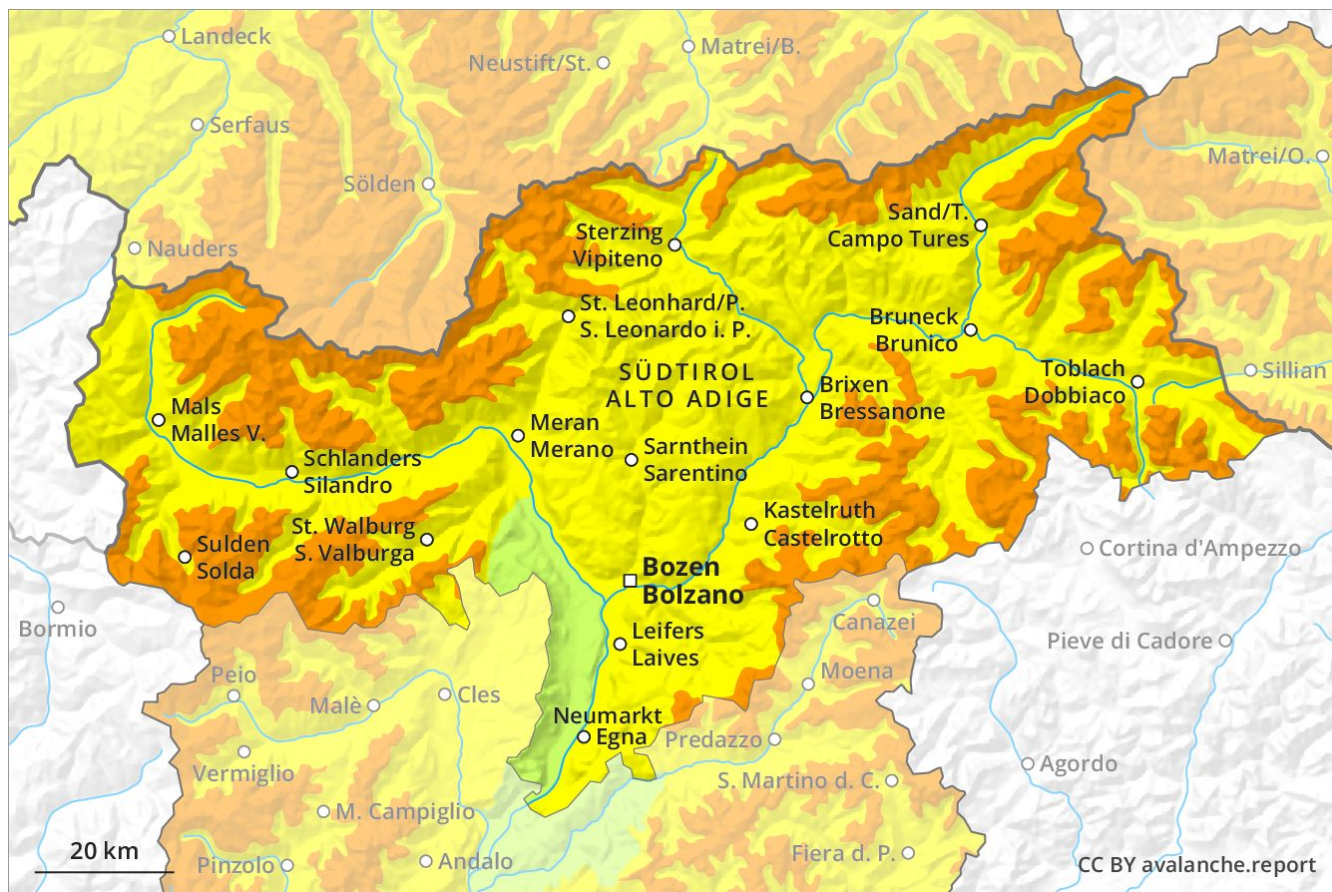 Landeck
Matrei/B.
Neustift/St.
Serfaus
Matrei/O.
Sölden
Sand/T.
Campo Tures
Sterzing
Vipiteno
Nauders
St. Leonhard/P.
S. Leonardo i. P.
Bruneck
Brunico
SÜDTIROL
ALTO ADIGE
Toblach
Dobbiaco
Sillian
Brixen
Bressanone
Mals
Malles V.
Meran
Merano
Sarnthein
Sarentino
Schlanders
Silandro
Kastelruth
Castelrotto
St. Walburg
S. Valburga
Sulden
Solda
Cortina d'Ampezzo
Bozen
Bolzano
Bormio
Leifers
Laives
Canazei
Pieve di Cadore
Peio
Malè
Cles
Moena
Neumarkt
Egna
Predazzo
Vermiglio
Agordo
S. Martino d. C.
M. Campiglio
20 km
Pinzolo
Andalo
Fiera d. P.
CC BY avalanche.report